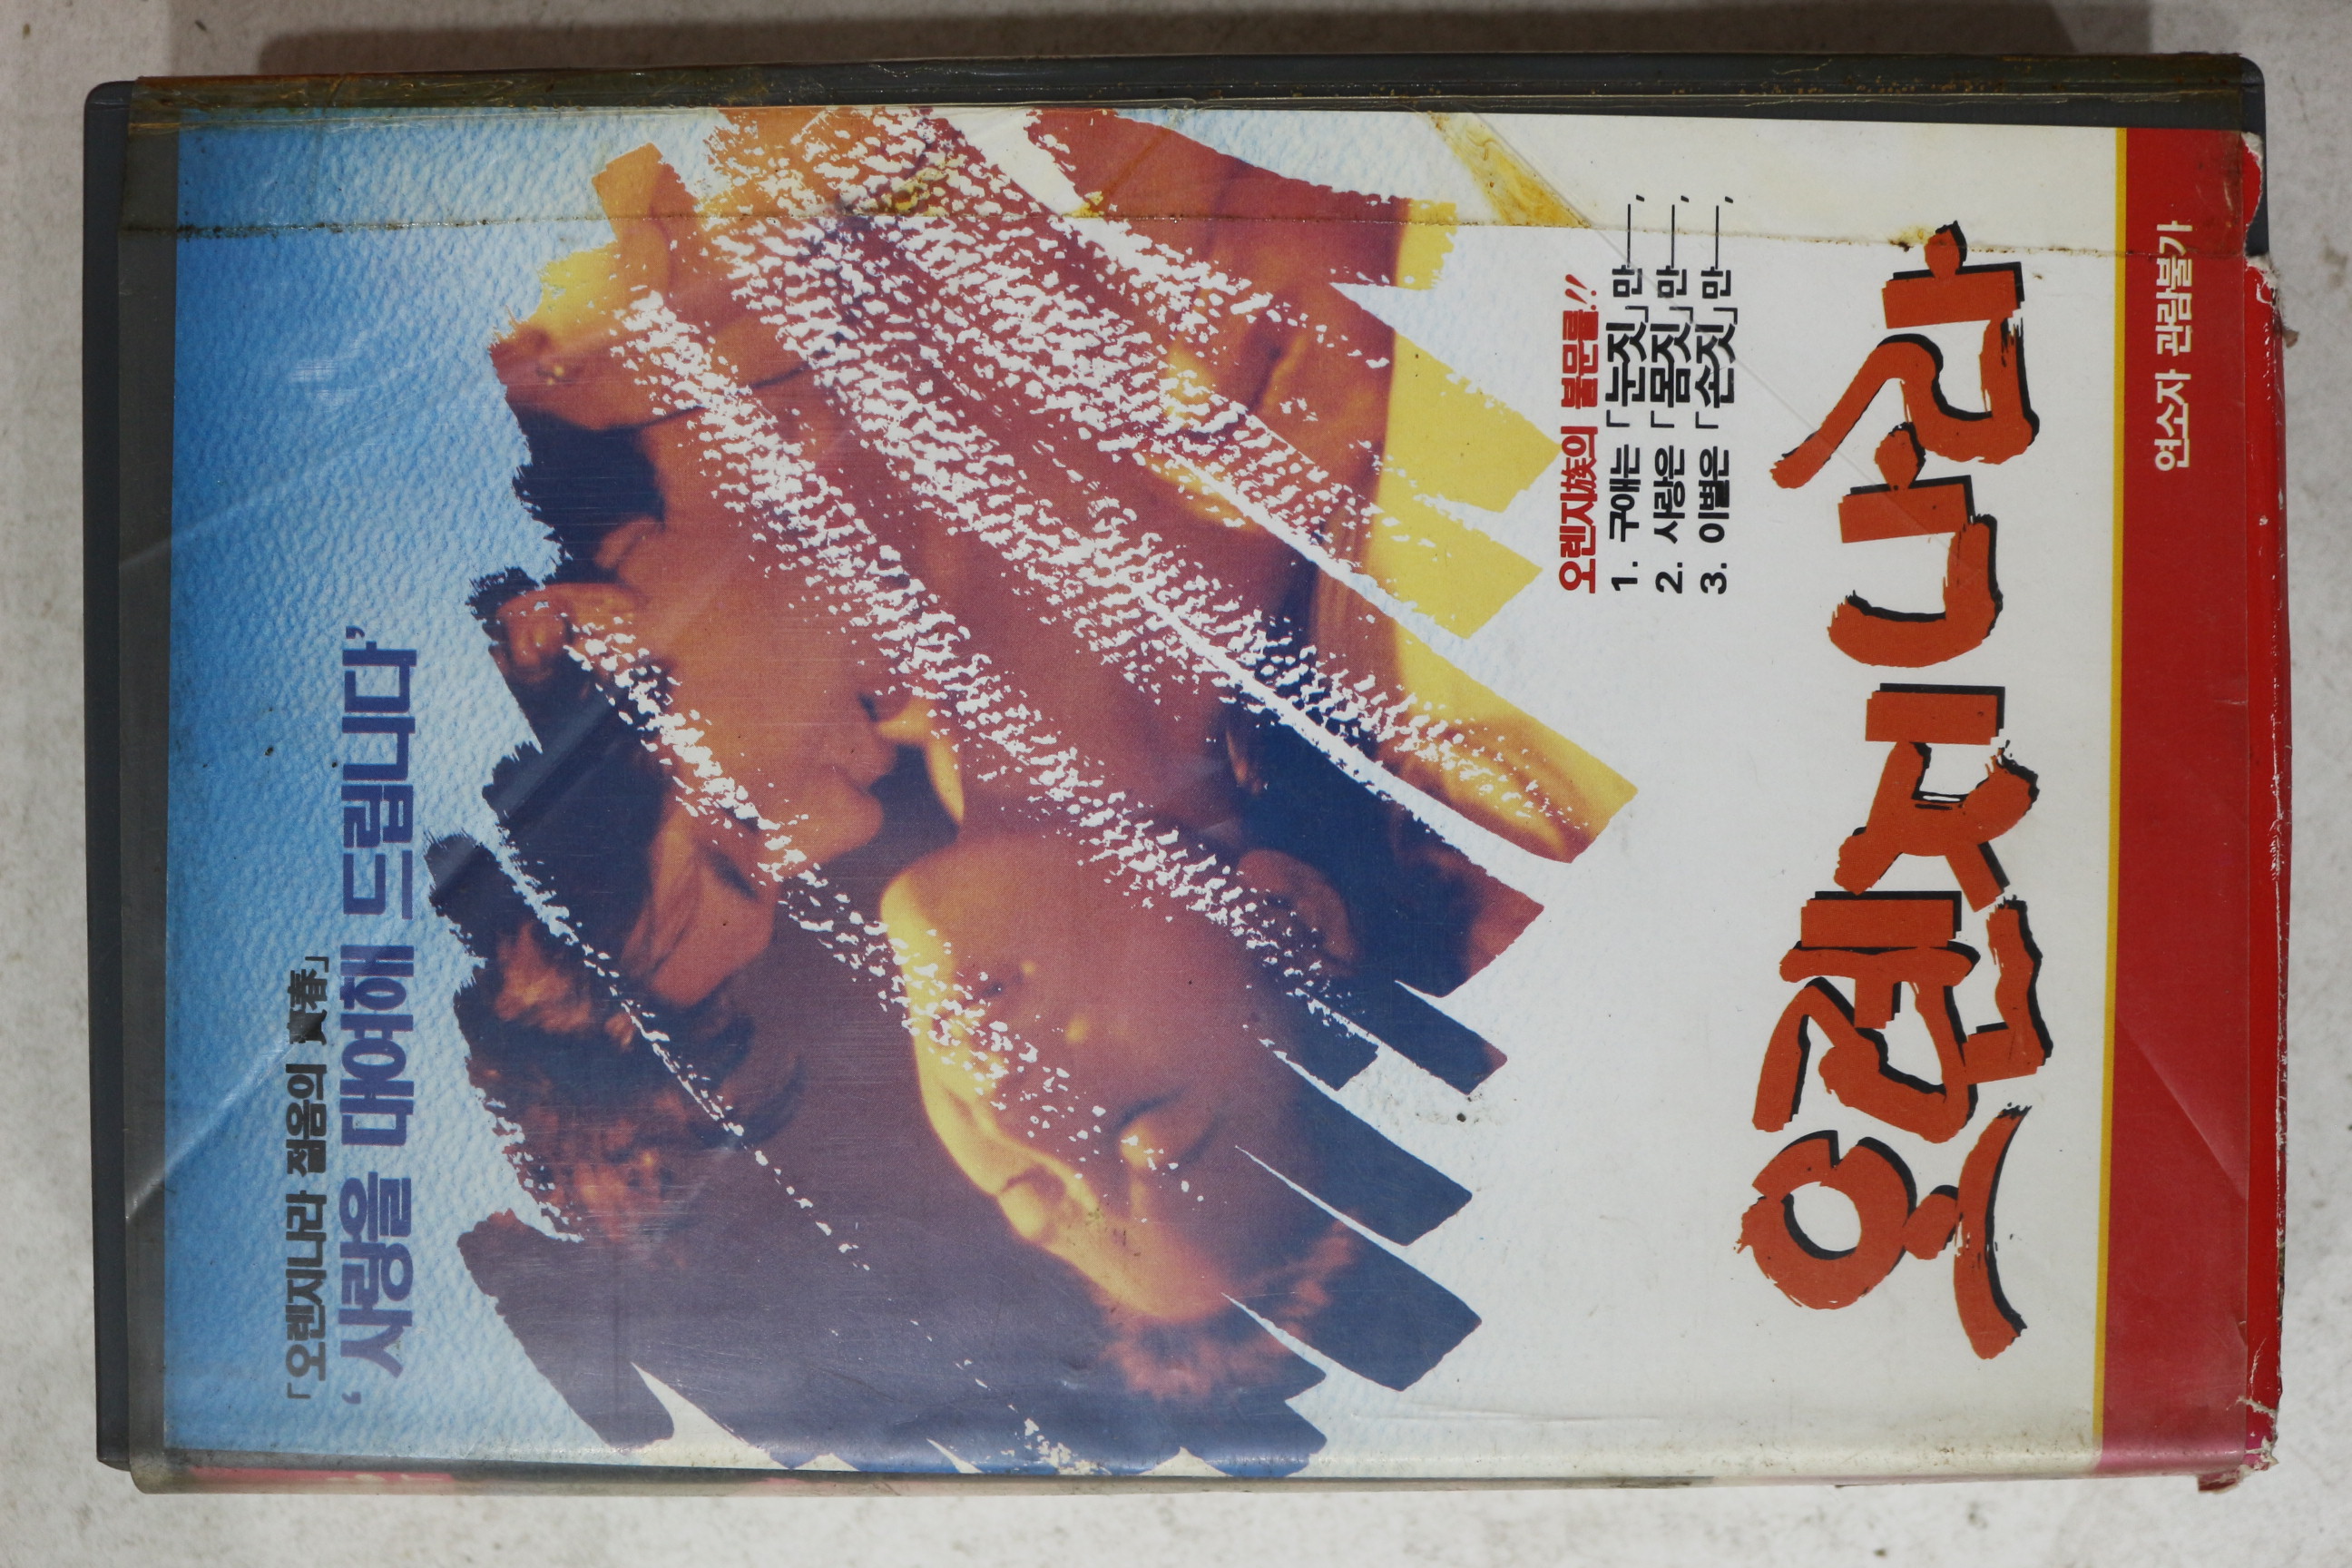 「오렌지나라 젊음의 賣春」
‘사랑을 대여해 드립니다’
오렌지族의 불문률!!
1. 구애는 「눈짓」만——,
2. 사랑은 「몸짓」만——,
3. 이별은 「손짓」만——,
오렌지나라
연소자 관람불가